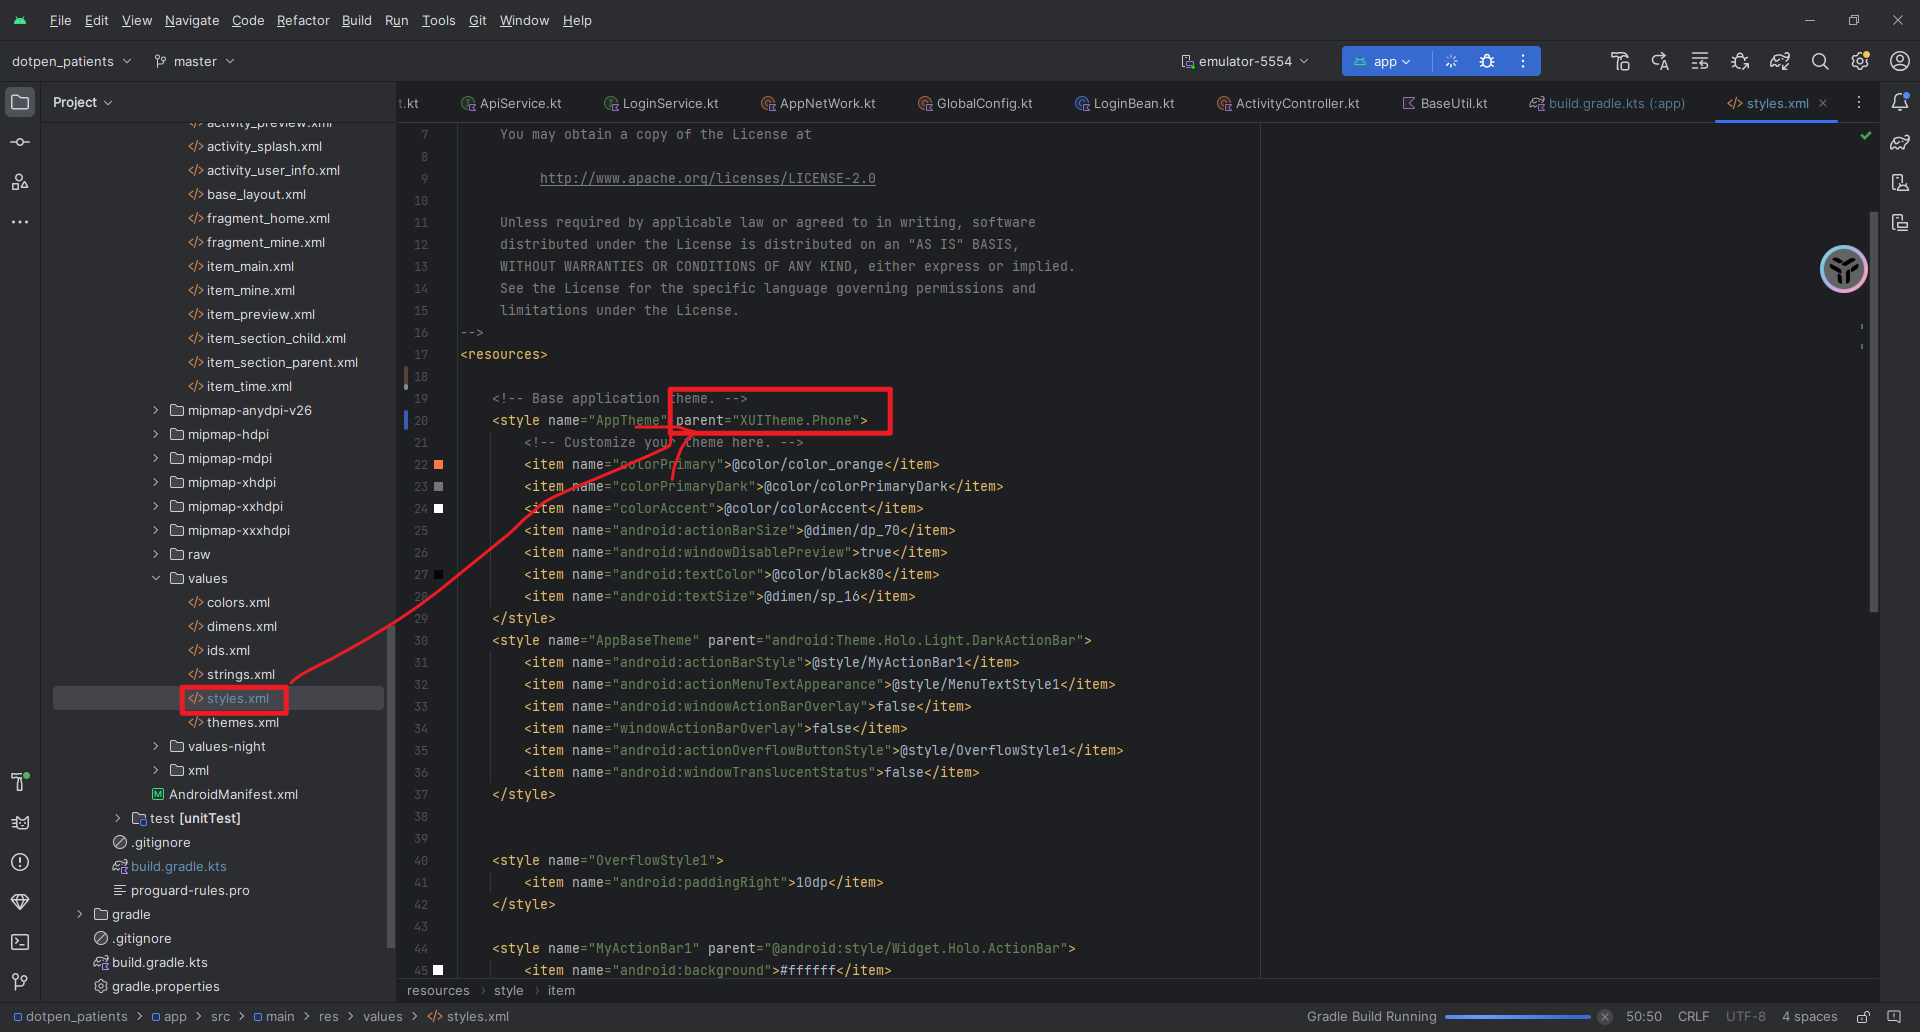 File Edit View Navigate Code Refactor Build Run Tools Git Window Help
dotpen_patients master emulator-5554 app
Project
t.kt ApiService.kt LoginService.kt AppNetWork.kt GlobalConfig.kt LoginBean.kt ActivityController.kt BaseUtil.kt build.gradle.kts (:app) styles.xml
activity_preview.xml
activity_splash.xml
activity_user_info.xml
base_layout.xml
fragment_home.xml
fragment_mine.xml
item_main.xml
item_mine.xml
item_preview.xml
item_section_child.xml
item_section_parent.xml
item_time.xml
mipmap-anydpi-v26
mipmap-hdpi
mipmap-mdpi
mipmap-xhdpi
mipmap-xxhdpi
mipmap-xxxhdpi
raw
values
colors.xml
dimens.xml
ids.xml
strings.xml
styles.xml
themes.xml
values-night
xml
AndroidManifest.xml
test [unitTest]
.gitignore
build.gradle.kts
proguard-rules.pro
gradle
.gitignore
build.gradle.kts
gradle.properties
7 You may obtain a copy of the License at
8
9 http://www.apache.org/licenses/LICENSE-2.0
10
11 Unless required by applicable law or agreed to in writing, software
12 distributed under the License is distributed on an "AS IS" BASIS,
13 WITHOUT WARRANTIES OR CONDITIONS OF ANY KIND, either express or implied.
14 See the License for the specific language governing permissions and
15 limitations under the License.
16 -->
17 <resources>
18
19 <!-- Base application theme. -->
20 <style name="AppTheme" parent="XUITheme.Phone">
21 <!-- Customize your theme here. -->
22 <item name="colorPrimary">@color/color_orange</item>
23 <item name="colorPrimaryDark">@color/colorPrimaryDark</item>
24 <item name="colorAccent">@color/colorAccent</item>
25 <item name="android:actionBarSize">@dimen/dp_70</item>
26 <item name="android:windowDisablePreview">true</item>
27 <item name="android:textColor">@color/black80</item>
28 <item name="android:textSize">@dimen/sp_16</item>
29 </style>
30 <style name="AppBaseTheme" parent="android:Theme.Holo.Light.DarkActionBar">
31 <item name="android:actionBarStyle">@style/MyActionBar1</item>
32 <item name="android:actionMenuTextAppearance">@style/MenuTextStyle1</item>
33 <item name="android:windowActionBarOverlay">false</item>
34 <item name="windowActionBarOverlay">false</item>
35 <item name="android:actionOverflowButtonStyle">@style/OverflowStyle1</item>
36 <item name="android:windowTranslucentStatus">false</item>
37 </style>
38
39
40 <style name="OverflowStyle1">
41 <item name="android:paddingRight">10dp</item>
42 </style>
43
44 <style name="MyActionBar1" parent="@android:style/Widget.Holo.ActionBar">
45 <item name="android:background">#ffffff</item>
resources > style > item
dotpen_patients > app > src > main > res > values > styles.xml Gradle Build Running 50:50 CRLF UTF-8 4 spaces